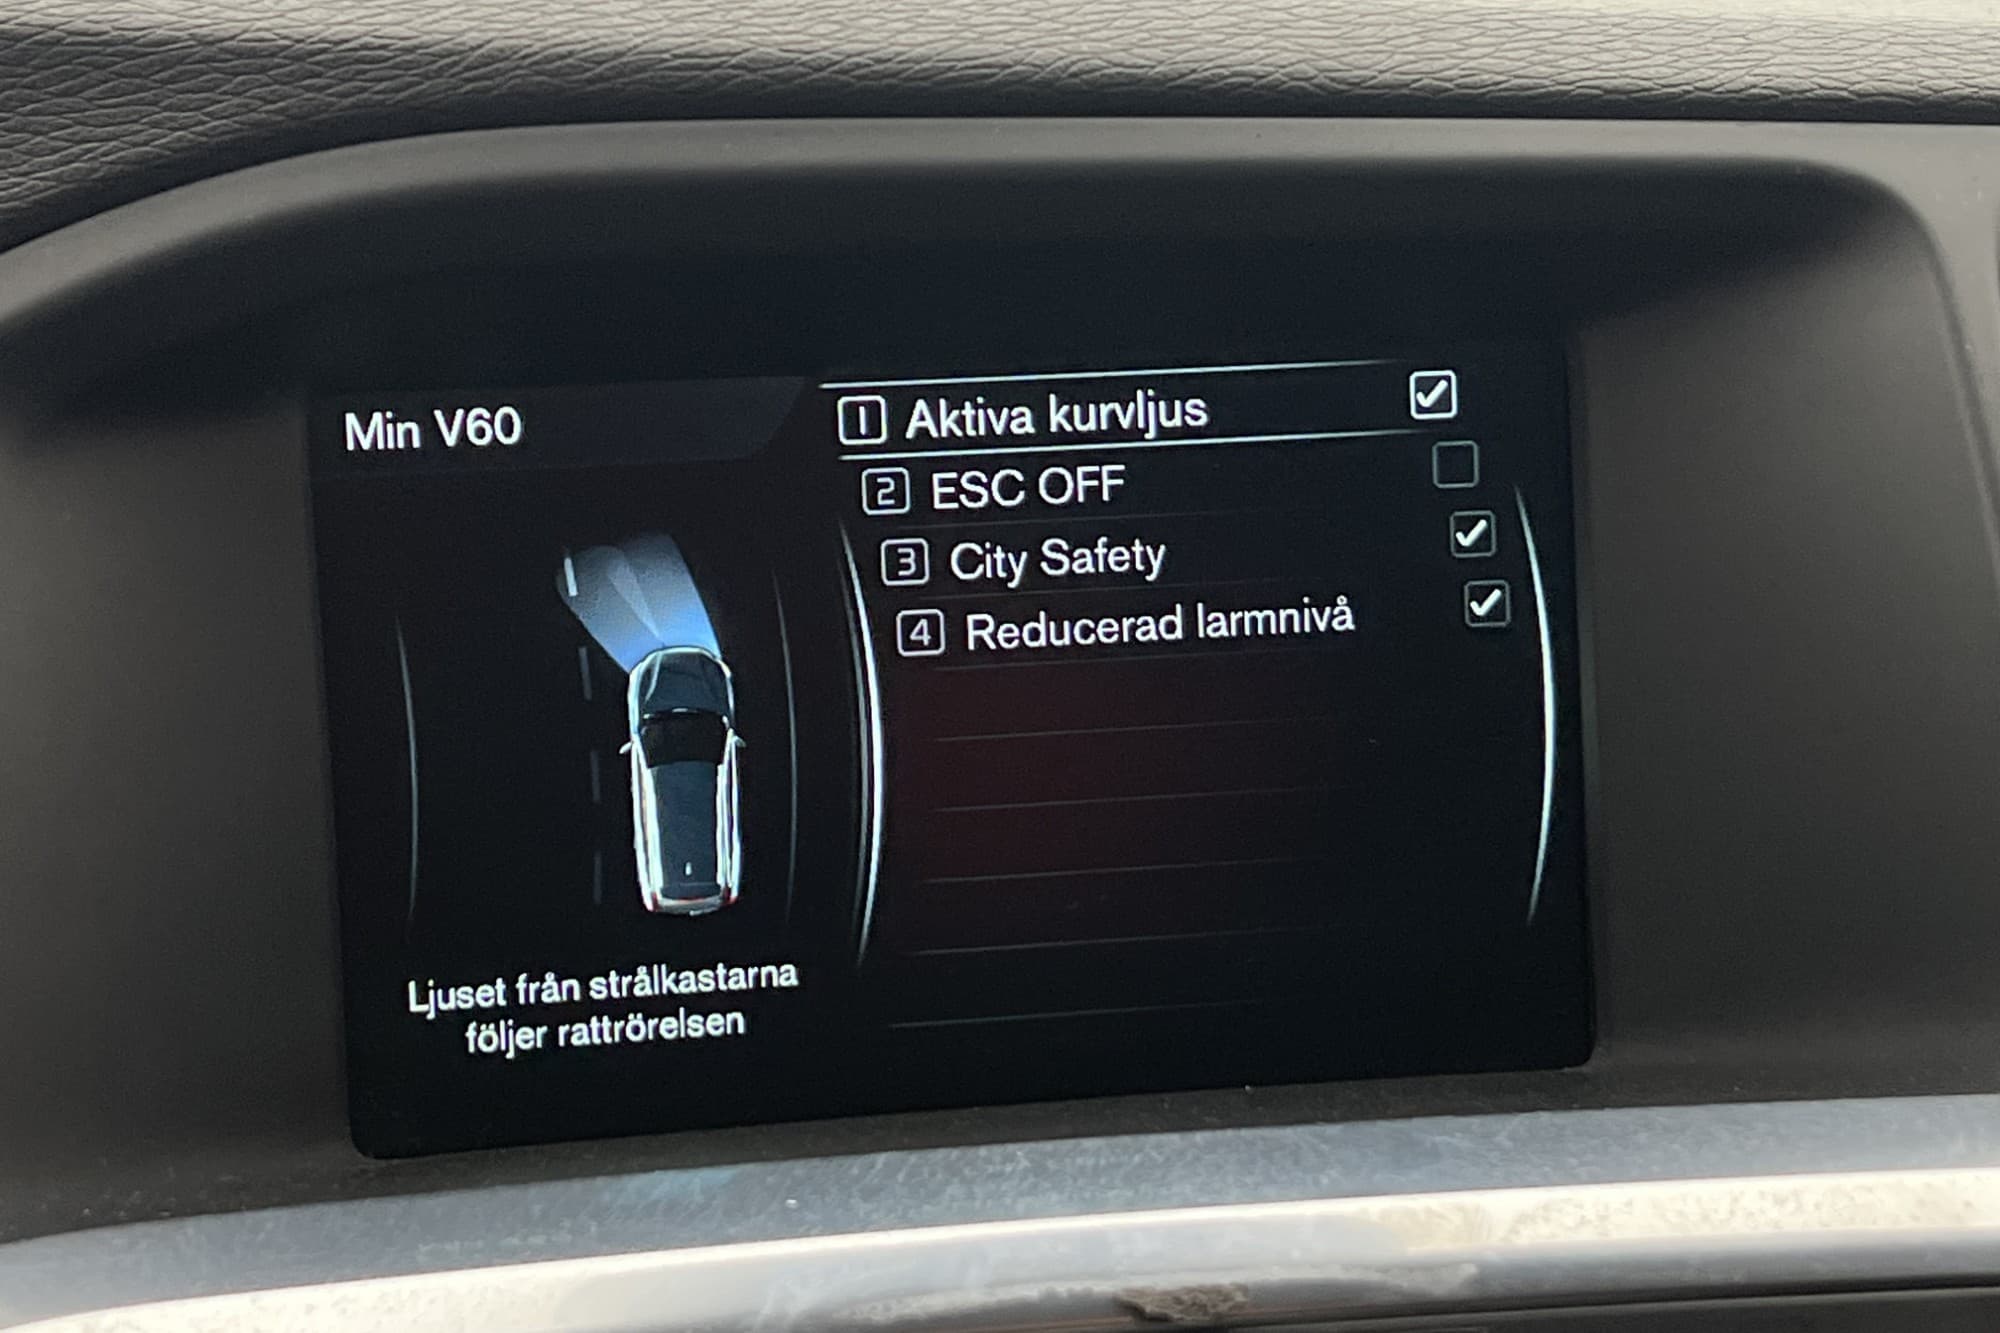 Min V60
1 Aktiva kurvljus
2 ESC OFF
3 City Safety
4 Reducerad larmnivå
Ljuset från strålkastarna
följer rattrörelsen